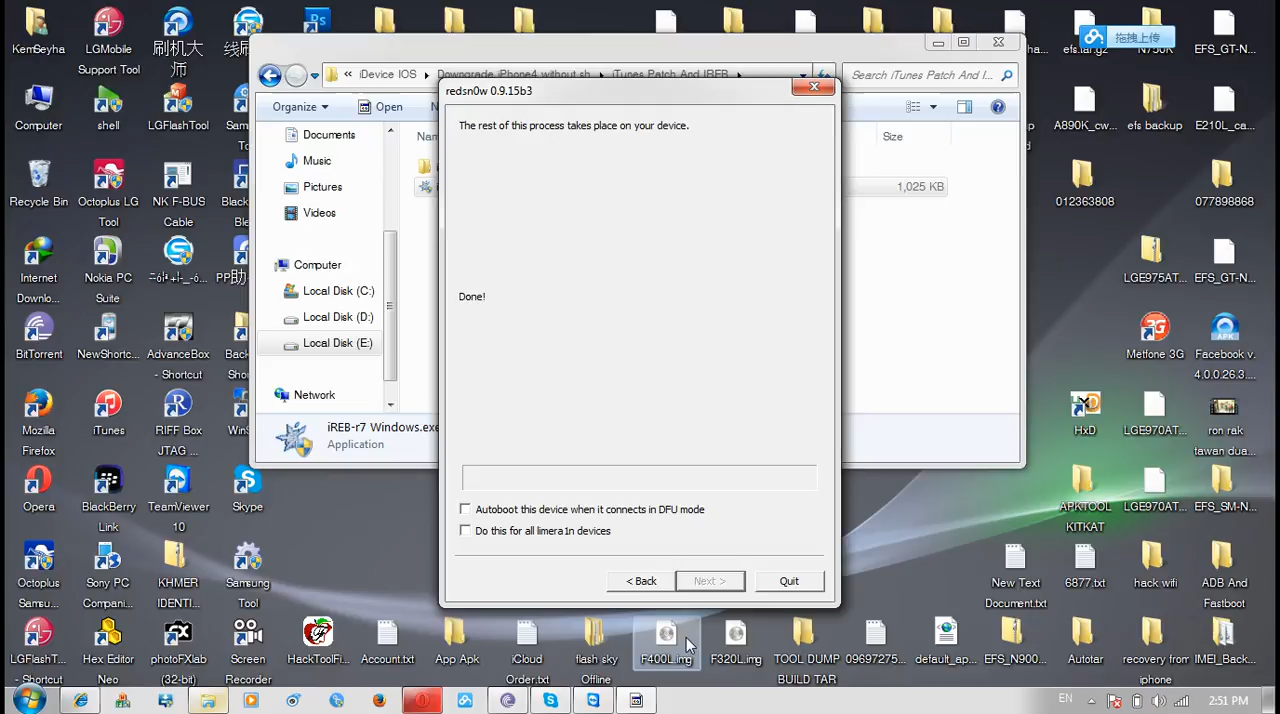 KemSeyha
LGMobile
Support Tool
刷机大
师
Computer
shell
LGFlashTool
Recycle Bin
Octoplus LG
Tool
NK F-BUS
Cable
Internet
Downlo...
Nokia PC
Suite
BitTorrent
NewShortc...
AdvanceBox
- Shortcut
Mozilla
Firefox
iTunes
RIFF Box
JTAG ...
Opera
BlackBerry
Link
TeamViewer
10
Skype
Octoplus
Samsu...
Sony PC
Compani...
KHMER
IDENTI...
Samsung
Tool
LGFlashT...
- Shortcut
Hex Editor
Neo
photoFXlab
(32-bit)
Screen
Recorder
HackToolFi...
Account.txt
App Apk
iCloud
Order.txt
flash sky
Offline
F400L.img
F320L.img
TOOL DUMP
BUILD TAR
09697275...
default_ap...
EFS_N900...
Autotar
recovery from
iphone
IMEI_Back...
iDevice IOS
Downgrade iPhone4 without sh
iTunes Patch And IREB
Search iTunes Patch And I...
Organize
Open
Documents
Music
Pictures
Videos
Computer
Local Disk (C:)
Local Disk (D:)
Local Disk (E:)
Network
Size
1,025 KB
iREB-r7 Windows.exe
Application
redsn0w 0.9.15b3
The rest of this process takes place on your device.
Done!
Autoboot this device when it connects in DFU mode
Do this for all limera1n devices
< Back
Next >
Quit
拖拽上传
efs.tar.gz
N750K
EFS_GT-N...
A890K_cw...
efs backup
E210L_ca...
012363808
077898868
LGE975AT...
EFS_GT-N...
Metfone 3G
Facebook v.
4.0.0.26.3...
HxD
LGE970AT...
ron rak
tawan dua...
APKTOOL
KITKAT
LGE970AT...
EFS_SM-N...
New Text
Document.txt
6877.txt
hack wifi
ADB And
Fastboot
EN
2:51 PM